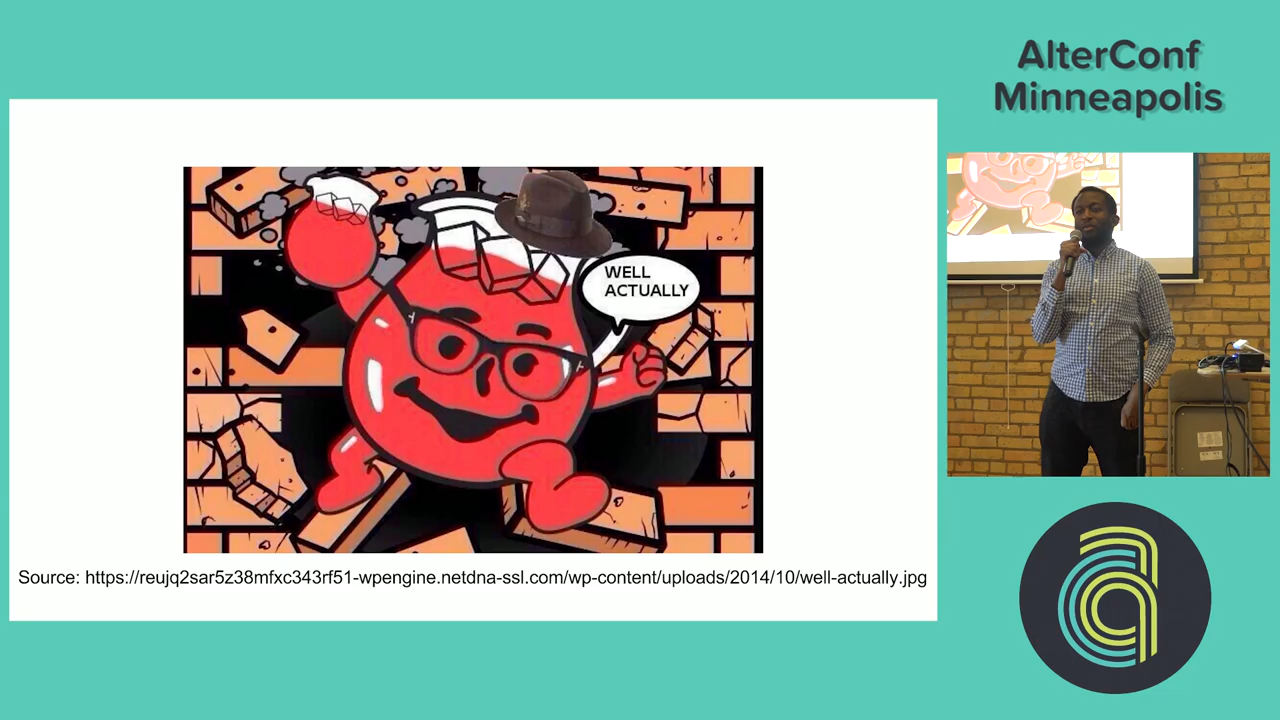 AlterConf
Minneapolis
WELL
ACTUALLY
Source: https://reujq2sar5z38mfxc343rf51-wpengine.netdna-ssl.com/wp-content/uploads/2014/10/well-actually.jpg